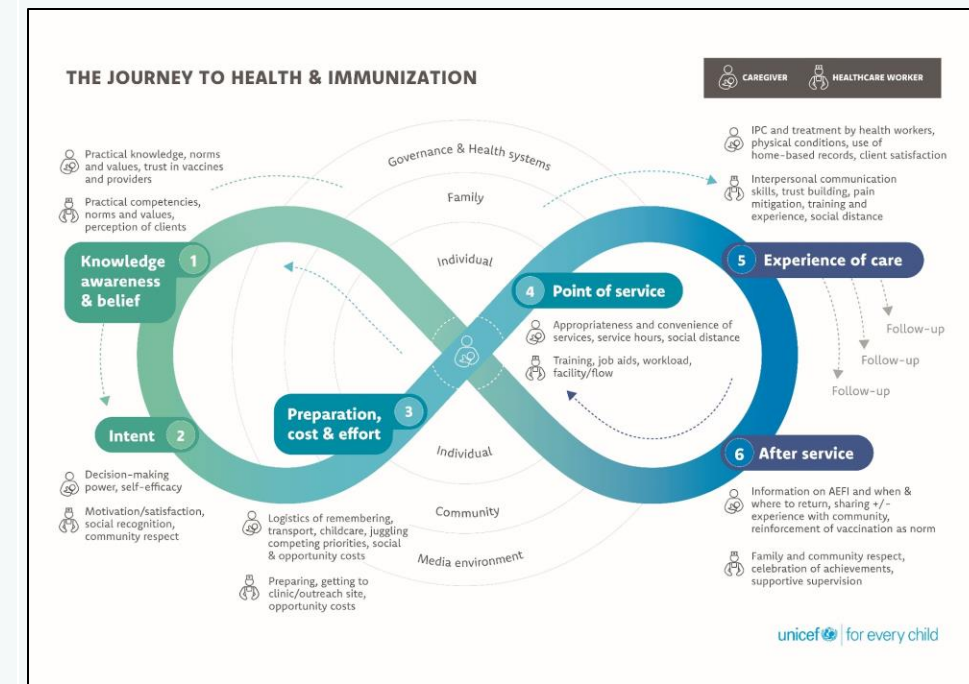 THE JOURNEY TO HEALTH & IMMUNIZATION
CAREGIVER
HEALTHCARE WORKER
Practical knowledge, norms
and values, trust in vaccines
and providers
Practical competencies,
norms and values,
perception of clients
Knowledge
awareness
& belief
1
Intent
2
Decision-making
power, self-efficacy
Motivation/satisfaction,
social recognition,
community respect
Governance & Health systems
Family
Individual
Preparation,
cost & effort
3
Logistics of remembering,
transport, childcare, juggling
competing priorities, social
& opportunity costs
Preparing, getting to
clinic/outreach site,
opportunity costs
Individual
Community
Media environment
4
Point of service
Appropriateness and convenience of
services, service hours, social distance
Training, job aids, workload,
facility/flow
IPC and treatment by health workers,
physical conditions, use of
home-based records, client satisfaction
Interpersonal communication
skills, trust building, pain
mitigation, training and
experience, social distance
5
Experience of care
Follow-up
Follow-up
Follow-up
6
After service
Information on AEFI and when &
where to return, sharing +/-
experience with community,
reinforcement of vaccination as norm
Family and community respect,
celebration of achievements,
supportive supervision
unicef for every child